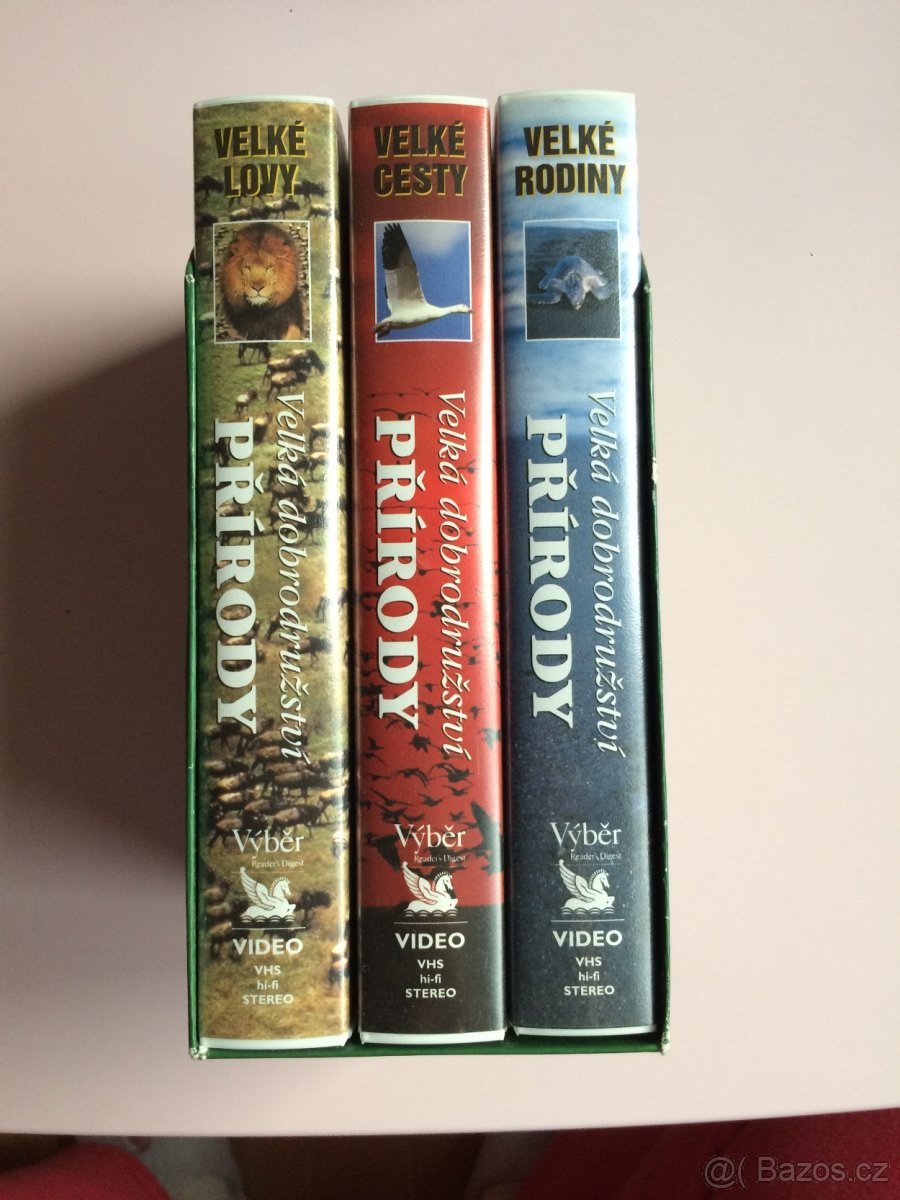 VELKÉ
LOVY
Velká dobrodružství
PŘÍRODY
Výběr
Reader's Digest
VIDEO
VHS
hi-fi
STEREO
VELKÉ
CESTY
Velká dobrodružství
PŘÍRODY
Výběr
Reader's Digest
VIDEO
VHS
hi-fi
STEREO
VELKÉ
RODINY
Velká dobrodružství
PŘÍRODY
Výběr
Reader's Digest
VIDEO
VHS
hi-fi
STEREO
@( Bazos.cz